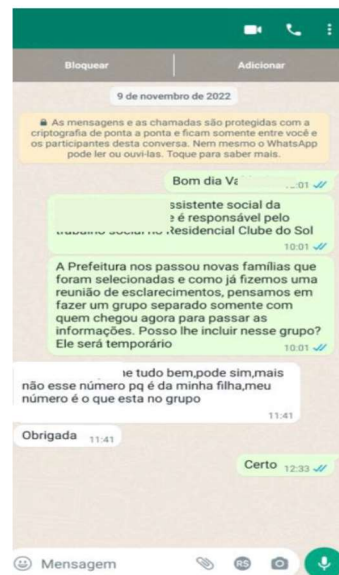 Bloquear
Adicionar
9 de novembro de 2022
As mensagens e as chamadas são protegidas com a
criptografia de ponta a ponta e ficam somente entre você e
os participantes desta conversa. Nem mesmo o WhatsApp
pode ler ou ouvi-las. Toque para saber mais.
Bom dia Va
:01
ssistente social da
e é responsável pelo
trabalho social no Residencial Clube do Sol
10:01
A Prefeitura nos passou novas famílias que
foram selecionadas e como já fizemos uma
reunião de esclarecimentos, pensamos em
fazer um grupo separado somente com
quem chegou agora para passar as
informações. Posso lhe incluir nesse grupo?
Ele será temporário
10:01
ne tudo bem,pode sim,mais
não esse número pq é da minha filha,meu
número é o que esta no grupo
11:41
Obrigada 11:41
Certo 12:33
Mensagem
R$